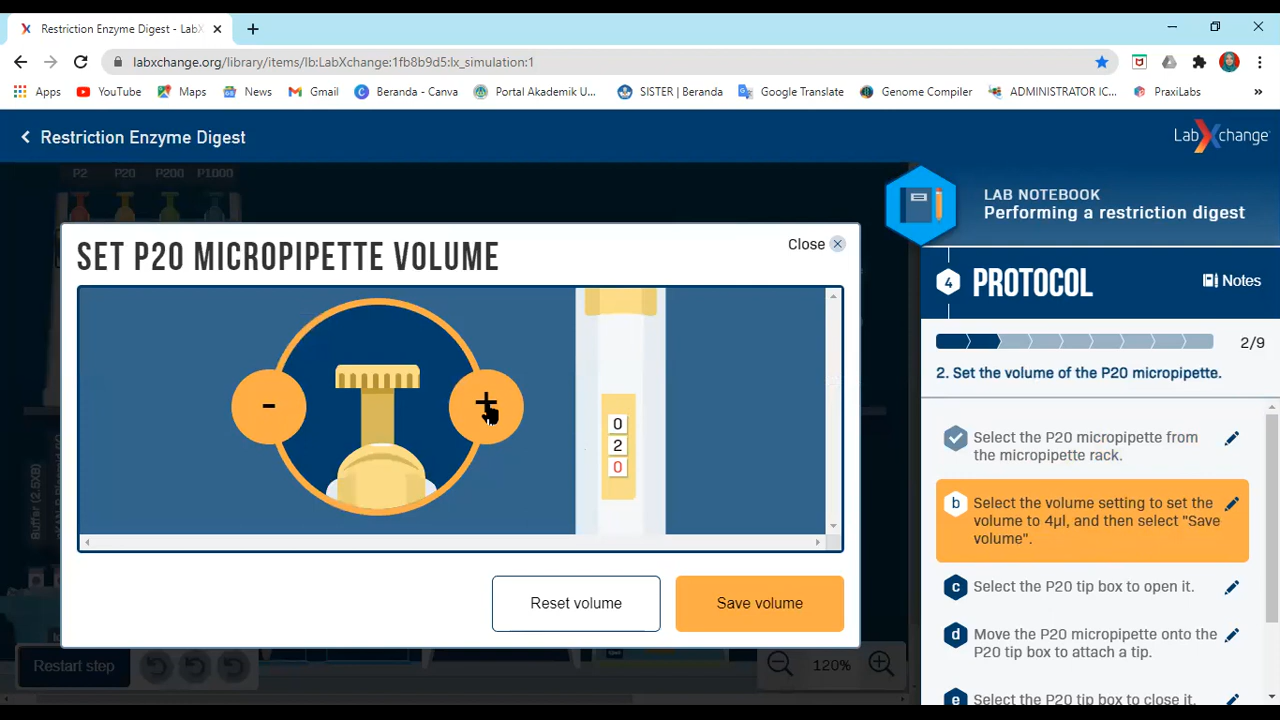 Restriction Enzyme Digest - LabX
labxchange.org/library/items/lb:LabXchange:1fb8b9d5:lx_simulation:1
Apps YouTube Maps News Gmail Beranda - Canva Portal Akademik U... SISTER | Beranda Google Translate Genome Compiler ADMINISTRATOR IC... PraxiLabs »
Restriction Enzyme Digest
LabXchange
P2 P20 P200 P1000
LAB NOTEBOOK
Performing a restriction digest
SET P20 MICROPIPETTE VOLUME
Close
4 PROTOCOL
Notes
2/9
2. Set the volume of the P20 micropipette.
- +
0
2
0
Select the P20 micropipette from
the micropipette rack.
b Select the volume setting to set the
volume to 4µl, and then select "Save
volume".
c Select the P20 tip box to open it.
d Move the P20 micropipette onto the
P20 tip box to attach a tip.
e Select the P20 tip box to close it.
Buffer (2.5XB)
Reset volume
Save volume
Restart step
120%